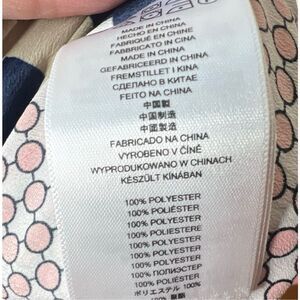 MADE IN CHINA
HECHO EN CHINE
FABRIQUÉ EN CHINE
FABBRICATO IN CINA
MADE IN CHINA
GEFABRICEERD IN CHINA
FREMSTILLET I KINA
СДЕЛАНО В КИТАЕ
FEITO NA CHINA
中国製
中国制造
中國製造
FABRICADO NA CHINA
VYROBENO V ČÍNĚ
WYPRODUKOWANO W CHINACH
KÉSZÜLT KÍNÁBAN
100% POLYESTER
100% POLIÉSTER
100% POLYESTER
100% POLIESTERE
100% POLYESTER
100% POLYESTER
100% POLYESTER
100% ПОЛИЭСТЕР
100% POLIÉSTER
ポリエステル 100%